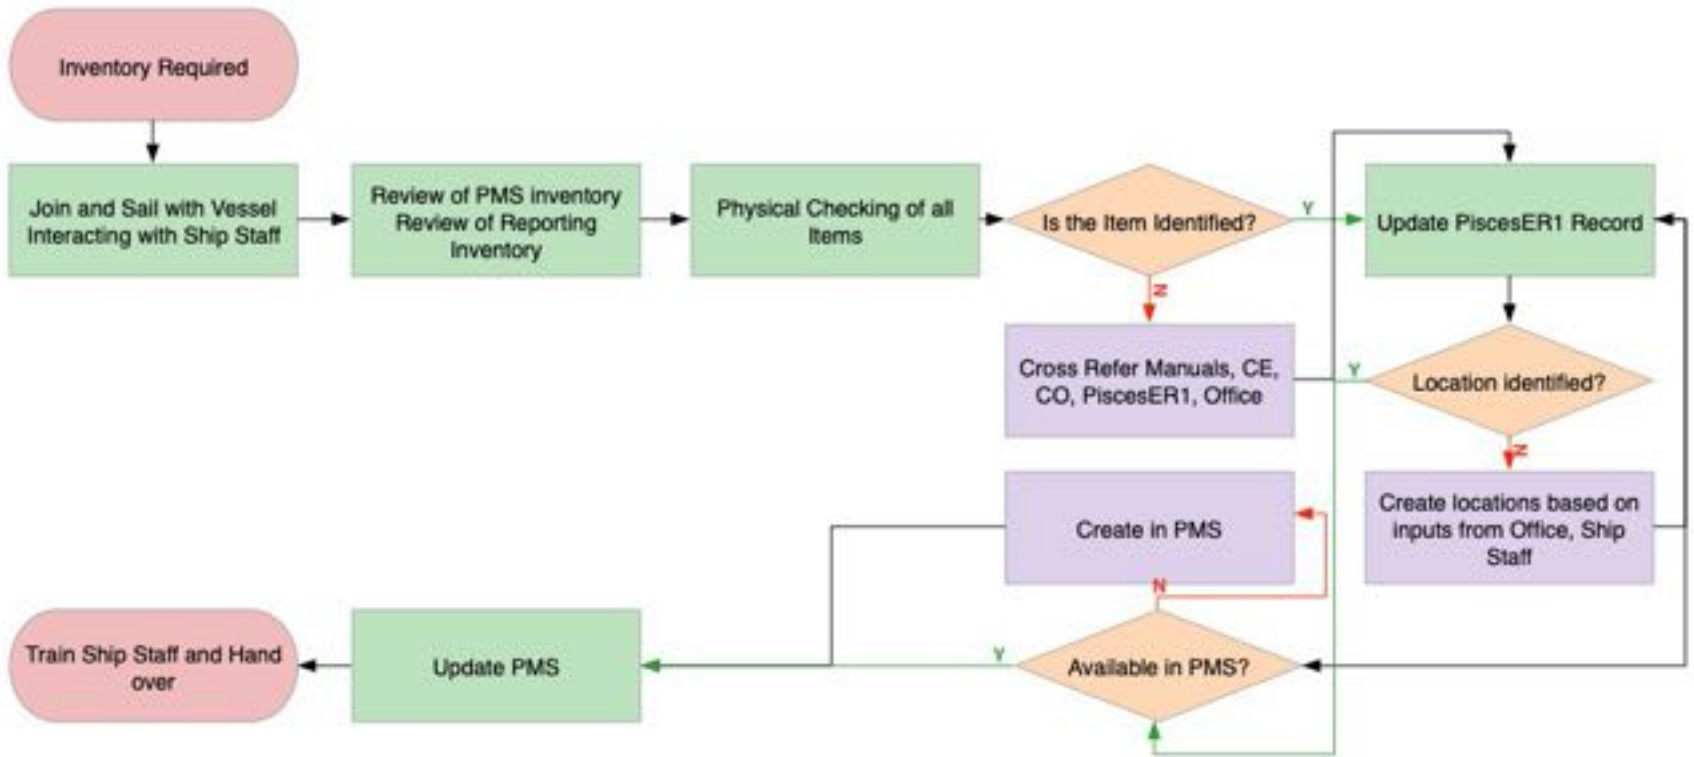 Inventory Required
Join and Sail with Vessel
Interacting with Ship Staff
Review of PMS inventory
Review of Reporting
Inventory
Physical Checking of all
Items
Is the Item Identified?
Y
N
Update PiscesER1 Record
Cross Refer Manuals, CE,
CO, PiscesER1, Office
Y
Location identified?
N
Create locations based on
inputs from Office, Ship
Staff
Create in PMS
N
Available in PMS?
Y
Update PMS
Train Ship Staff and Hand
over